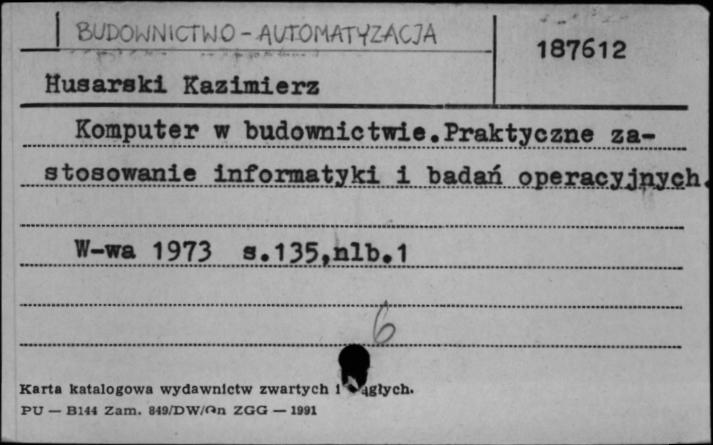 BUDOWNICTWO - AUTOMATYZACJA
187612
Husarski Kazimierz
Komputer w budownictwie.Praktyczne za-
stosowanie informatyki i badań operacyjnych.
W-wa 1973 s.135,nlb.1
6
Karta katalogowa wydawnictw zwartych i
PU — B144 Zam. 849/DW/On ZGG — 1991